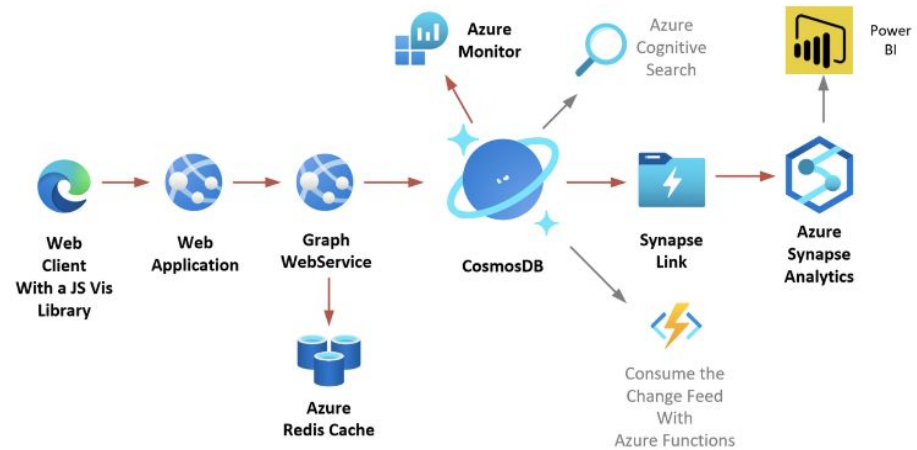 Azure
Monitor
Azure
Cognitive
Search
Power
BI
Web
Client
With a JS Vis
Library
Web
Application
Graph
WebService
CosmosDB
Synapse
Link
Azure
Synapse
Analytics
Azure
Redis Cache
Consume the
Change Feed
With
Azure Functions